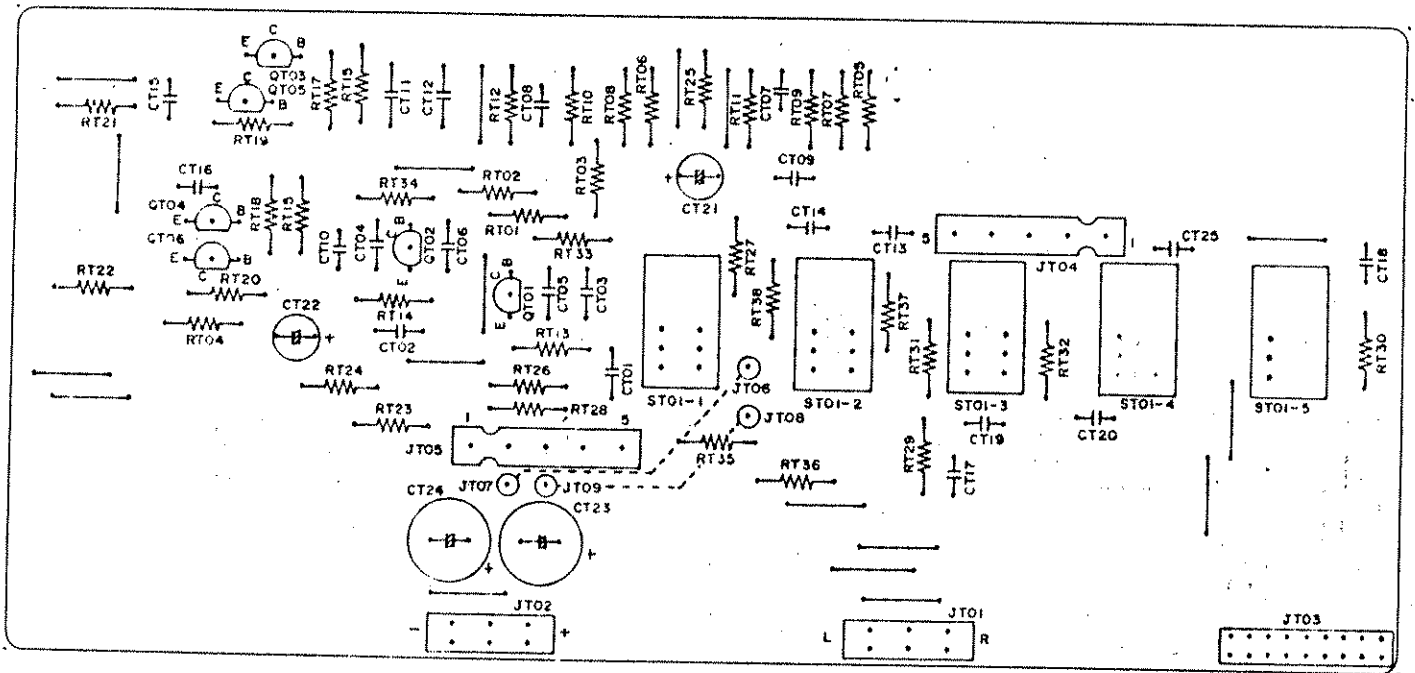 C
E B
QT03
C
QT05
E B
RT19
CT15
RT21
RT17
RT15
CT11
CT12
RT12
CT08
RT10
RT08
RT06
RT25
RT11
CT07
RT09
RT07
RT05
CT16
QT04
C
E B
QT06
E B
C
RT18
RT15
RT34
RT02
RT03
+
CT21
CT09
RT01
RT33
CT10
CT04
B
C
QT02
E
CT06
RT27
CT14
CT13
5 1
JT04
CT25
CT18
RT22
RT20
RT04
CT22
+
RT14
CT02
C B
E
QT01
CT05
CT03
RT38
RT37
RT13
CT01
RT31
RT32
RT30
RT24
RT26
JT06
ST01-1
ST01-2
ST01-3
ST01-4
ST01-5
RT23
RT28
JT08
CT19
CT20
1 5
JT05
RT35
RT29
CT17
RT36
JT07
JT09
CT24
CT23
+
+
JT02
- +
JT01
L R
JT03